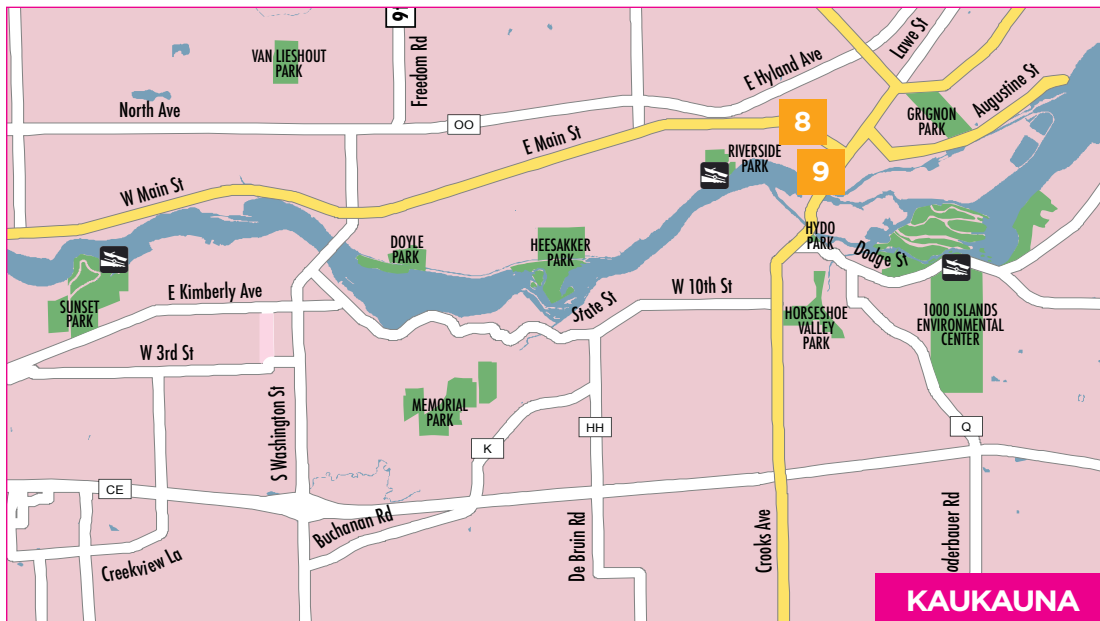 9
VAN LIESHOUT
PARK
Freedom Rd
E Hyland Ave
Lawe St
North Ave
OO
8
GRIGNON
PARK
Augustine St
E Main St
RIVERSIDE
PARK
9
W Main St
HYDO
PARK
DOYLE
PARK
HEESAKKER
PARK
Dodge St
E Kimberly Ave
SUNSET
PARK
State St
W 10th St
HORSESHOE
VALLEY
PARK
1000 ISLANDS
ENVIRONMENTAL
CENTER
W 3rd St
S Washington St
MEMORIAL
PARK
HH
K
Q
CE
Buchanan Rd
Creekview La
De Bruin Rd
Crooks Ave
oderbauer Rd
KAUKAUNA